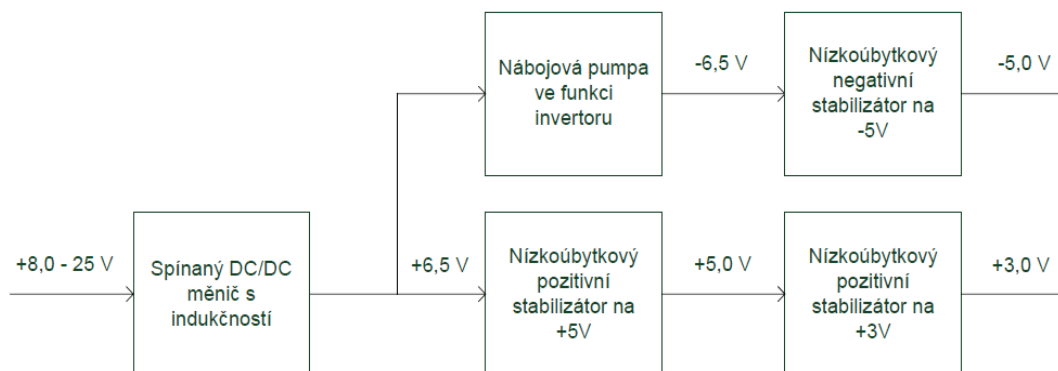 Nábojová pumpa
ve funkci
invertoru
-6,5 V
Nízkoúbytkový
negativní
stabilizátor na
-5V
-5,0 V
+8,0 - 25 V
Spínaný DC/DC
měnič s
indukčností
+6,5 V
Nízkoúbytkový
pozitivní
stabilizátor na
+5V
+5,0 V
Nízkoúbytkový
pozitivní
stabilizátor na
+3V
+3,0 V